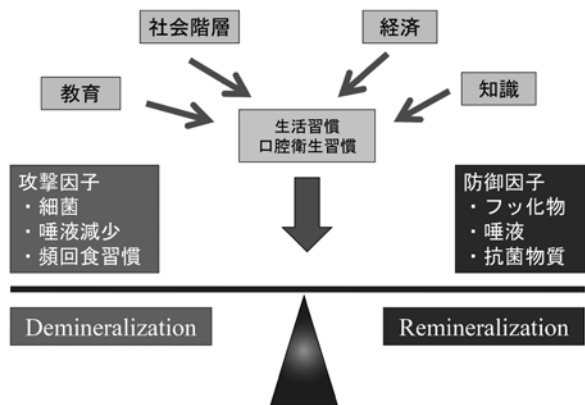 社会階層
経済
教育
知識
生活習慣
口腔衛生習慣
攻撃因子
・細菌
・唾液減少
・頻回食習慣
防御因子
・フッ化物
・唾液
・抗菌物質
Demineralization
Remineralization